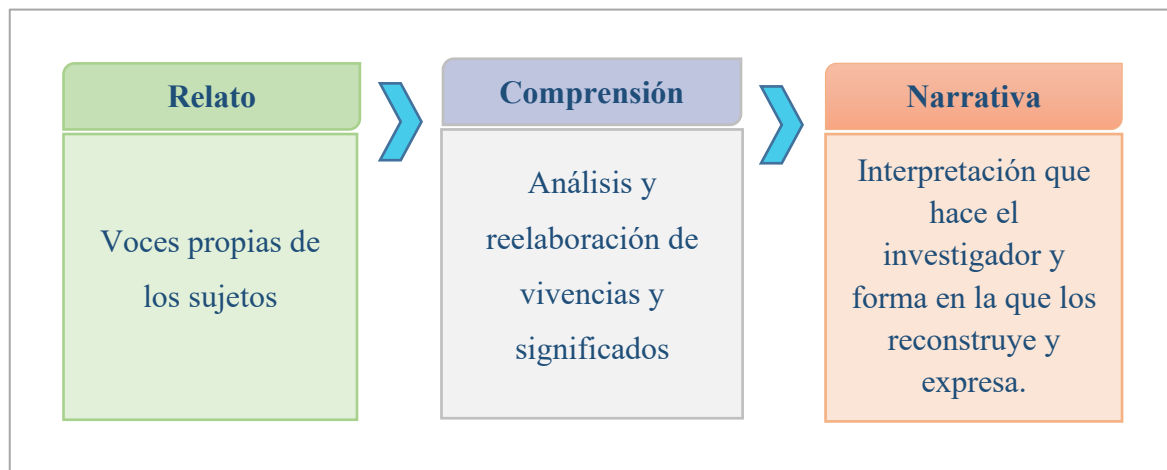 Relato
Voces propias de
los sujetos
Comprensión
Análisis y
reelaboración de
vivencias y
significados
Narrativa
Interpretación que
hace el
investigador y
forma en la que los
reconstruye y
expresa.